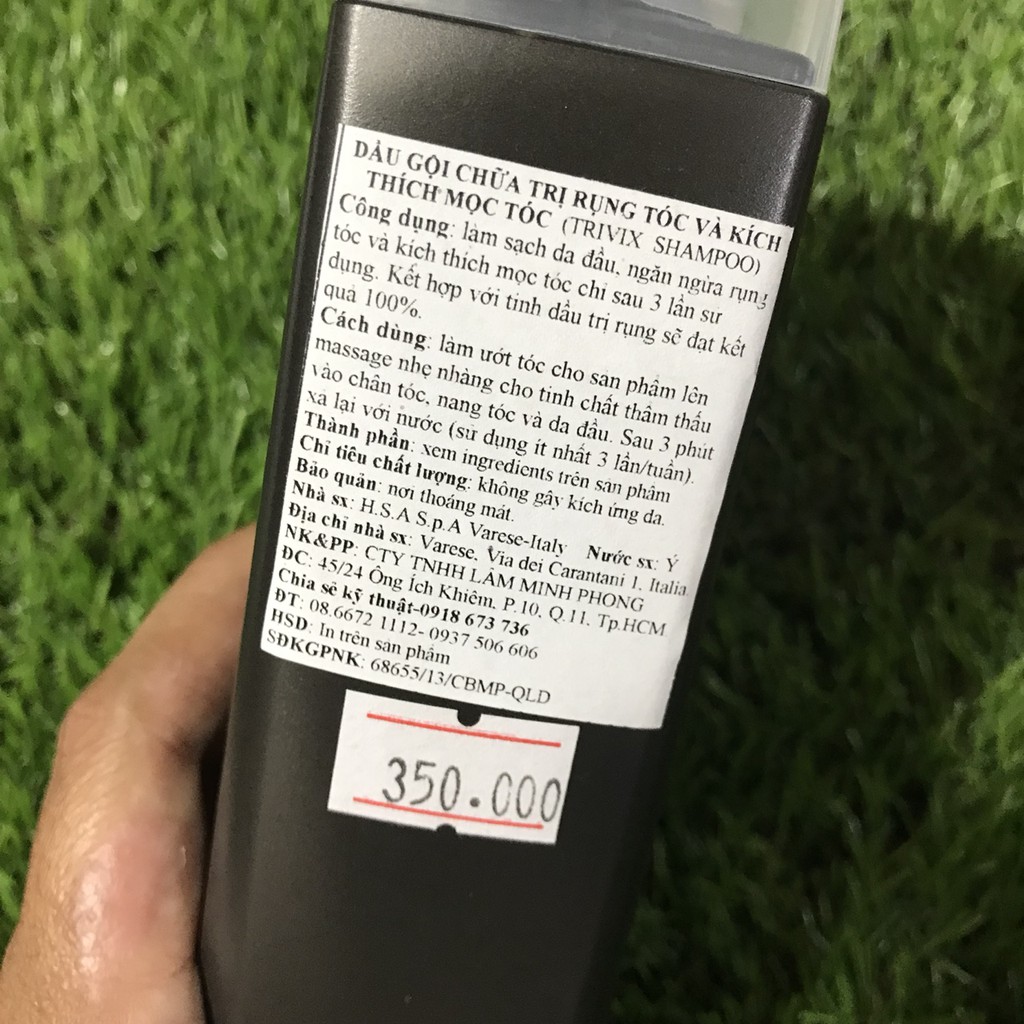 DẦU GỘI CHỮA TRỊ RỤNG TÓC VÀ KÍCH
THÍCH MỌC TÓC (TRIVIX SHAMPOO)
Công dụng: làm sạch da đầu, ngăn ngừa rụng
tóc và kích thích mọc tóc chỉ sau 3 lần sử
dụng. Kết hợp với tinh dầu trị rụng sẽ đạt kết
quả 100%.
Cách dùng: làm ướt tóc cho sản phẩm lên
massage nhẹ nhàng cho tinh chất thẩm thấu
vào chân tóc, nang tóc và da đầu. Sau 3 phút
xả lại với nước (sử dụng ít nhất 3 lần/tuần).
Thành phần: xem ingredients trên sản phẩm
Chỉ tiêu chất lượng: không gây kích ứng da.
Bảo quản: nơi thoáng mát.
Nhà sx: H.S.A S.p.A Varese-Italy Nước sx: Ý
Địa chỉ nhà sx: Varese, Via dei Carantani 1, Italia.
NK&PP: CTY TNHH LÂM MINH PHONG
ĐC: 45/24 Ông Ích Khiêm, P.10, Q.11, Tp.HCM
Chia sẻ kỹ thuật-0918 673 736
ĐT: 08.6672 1112- 0937 506 606
HSD: In trên sản phẩm
SĐKGPNK: 68655/13/CBMP-QLD
350.000